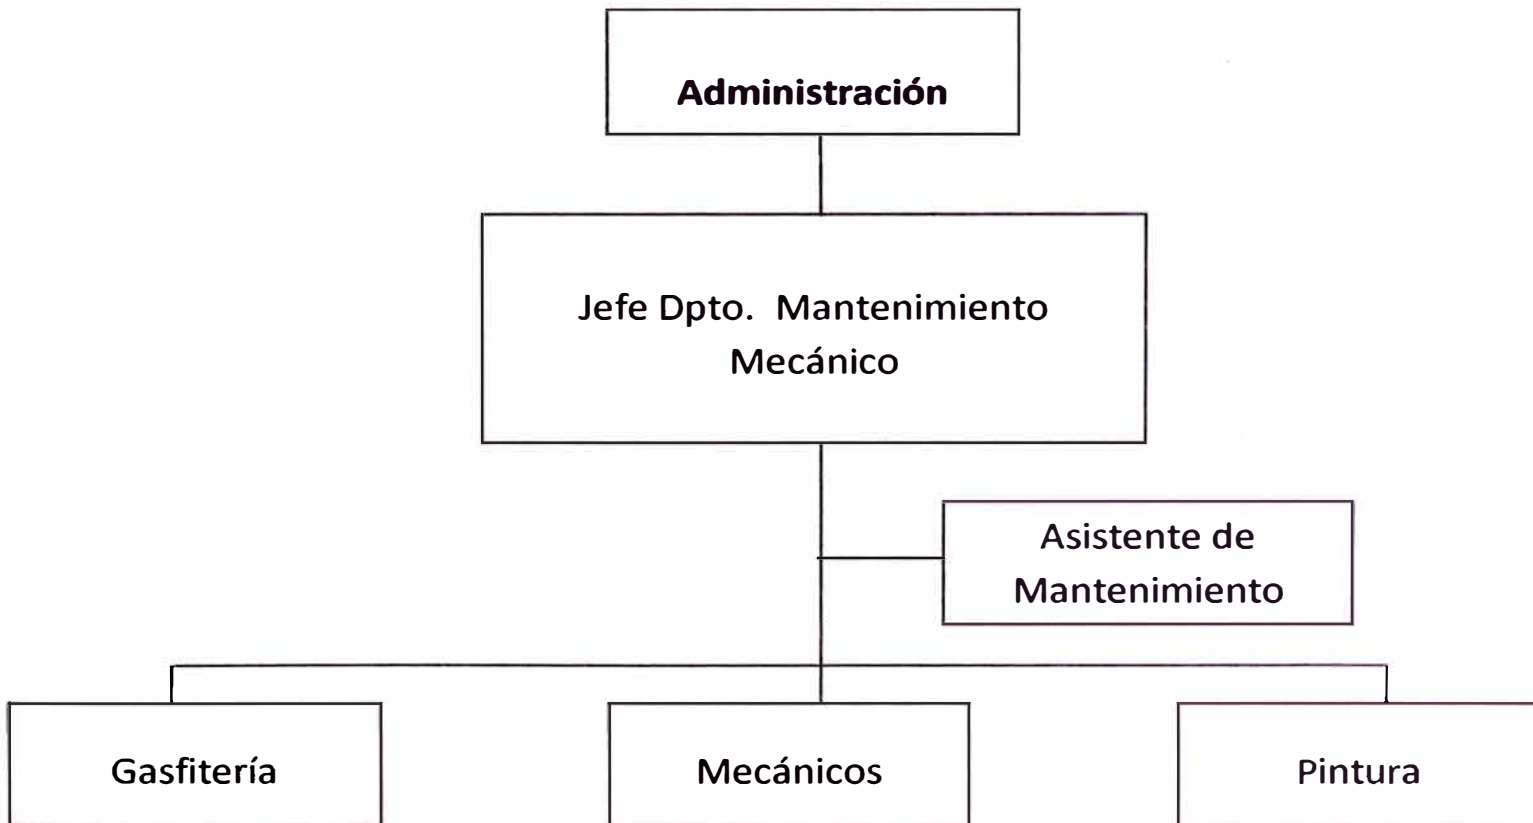 Administración
Jefe Dpto. Mantenimiento
Mecánico
Asistente de
Mantenimiento
Gasfitería
Mecánicos
Pintura